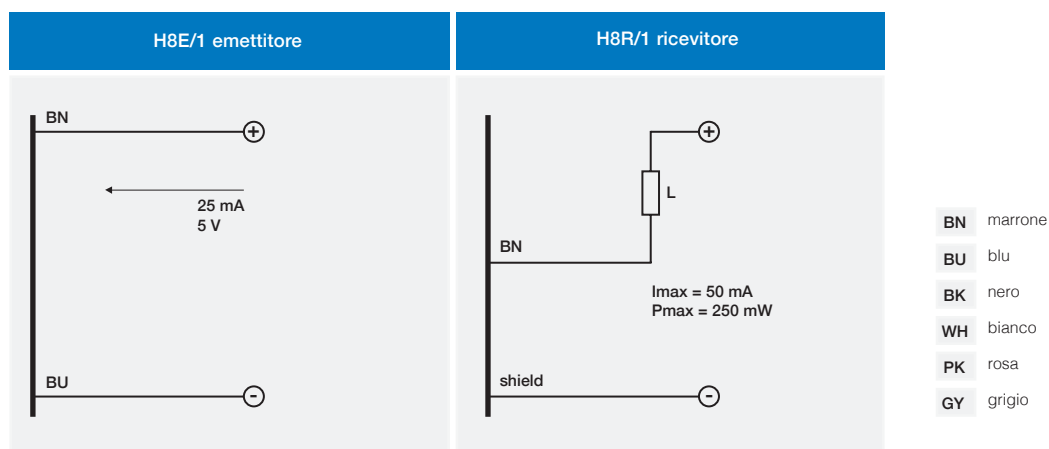 H8E/1 emettitore
BN
+
25 mA
5 V
BU
-
H8R/1 ricevitore
+
L
BN
Imax = 50 mA
Pmax = 250 mW
shield
-
BN marrone
BU blu
BK nero
WH bianco
PK rosa
GY grigio